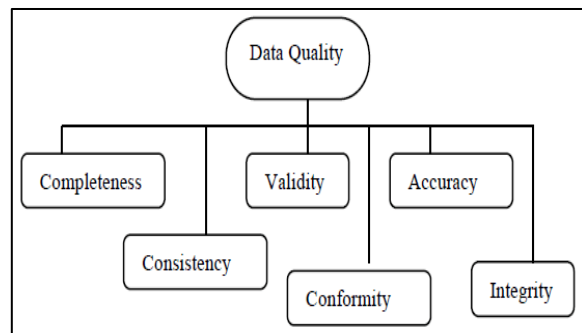 Data Quality
Completeness
Validity
Accuracy
Consistency
Conformity
Integrity